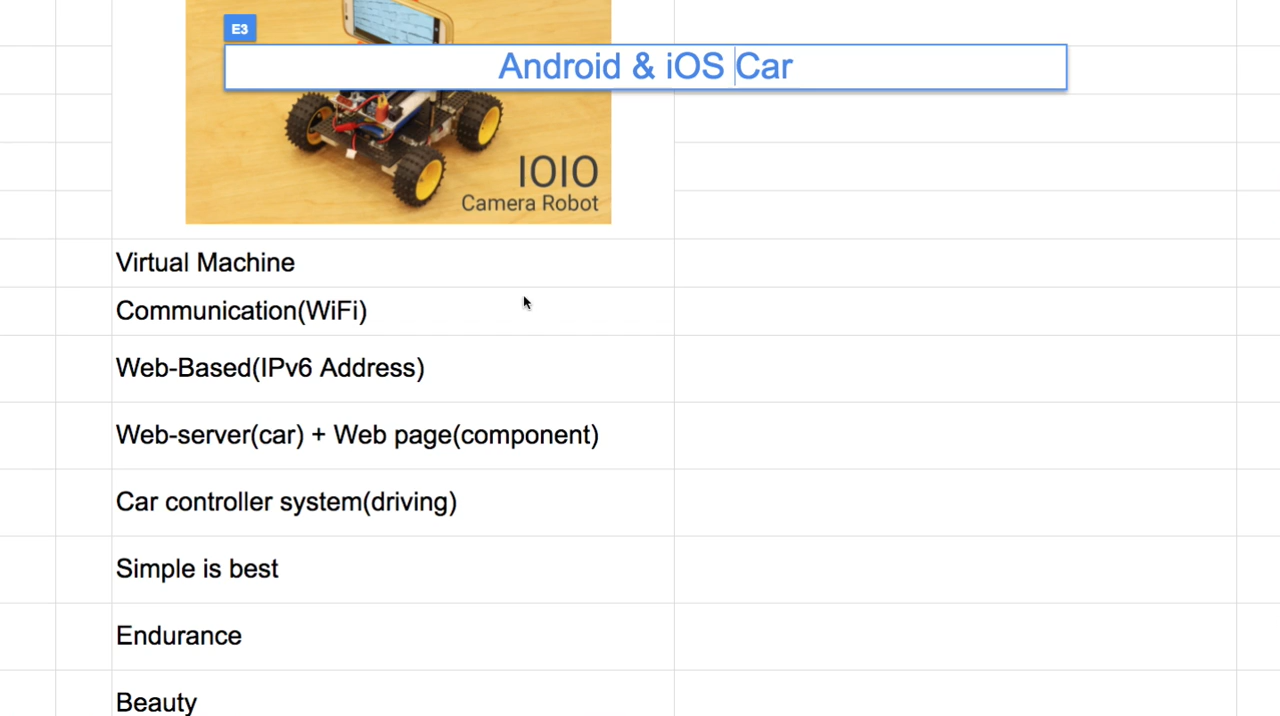 E3
Android & iOS Car
IOIO
Camera Robot
Virtual Machine
Communication(WiFi)
Web-Based(IPv6 Address)
Web-server(car) + Web page(component)
Car controller system(driving)
Simple is best
Endurance
Beauty